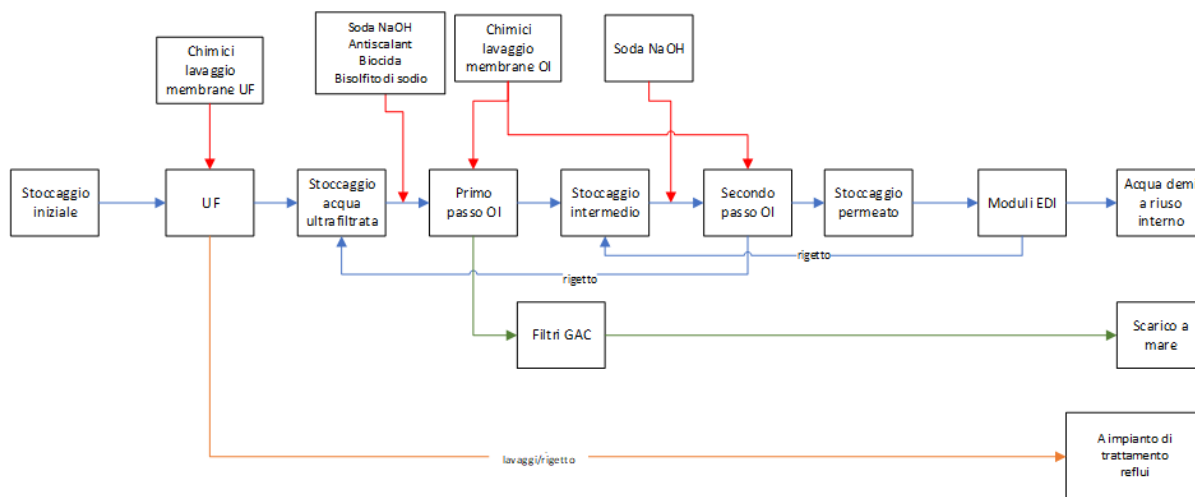 Soda NaOH
Antiscalant
Biocida
Bisolfito di sodio
Chimici
lavaggio
membrane OI
Soda NaOH
Chimici
lavaggio
membrane UF
Stoccaggio
iniziale
UF
Stoccaggio
acqua
ultrafiltrata
Primo
passo OI
Stoccaggio
intermedio
Secondo
passo OI
Stoccaggio
permeato
Moduli EDI
Acqua demi
a riuso
interno
rigetto
rigetto
Filtri GAC
Scarico a
mare
A impianto di
trattamento
reflui
lavaggi/rigetto